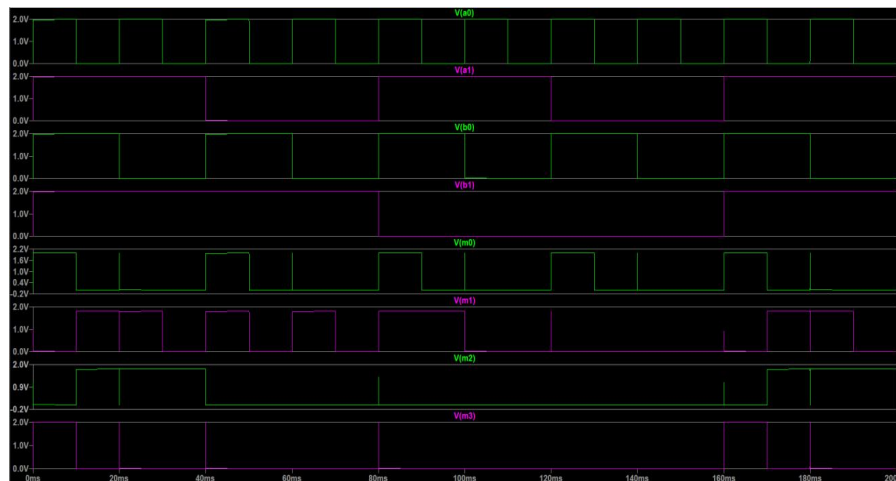 V(a0)
2.0V
1.0V
0.0V
V(a1)
2.0V
1.0V
0.0V
V(b0)
2.0V
1.0V
0.0V
V(b1)
2.0V
1.0V
0.0V
V(m0)
2.2V
1.6V
1.0V
0.4V
-0.2V
V(m1)
2.0V
1.0V
0.0V
V(m2)
2.0V
0.9V
-0.2V
V(m3)
2.0V
1.0V
0.0V
0ms 20ms 40ms 60ms 80ms 100ms 120ms 140ms 160ms 180ms